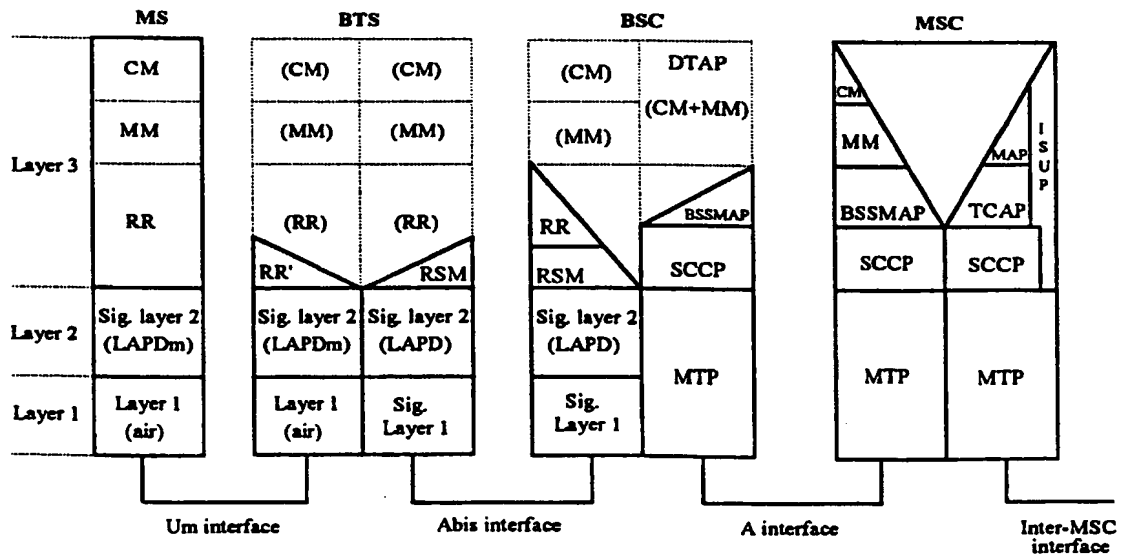 MS
BTS
BSC
MSC
Layer 3
CM
MM
RR
(CM)
(CM)
(MM)
(MM)
(RR)
(RR)
RR'
RSM
(CM)
(MM)
DTAP
(CM+MM)
RR
RSM
BSSMAP
SCCP
CM
MM
BSSMAP
MAP
TCAP
ISUP
SCCP
SCCP
Layer 2
Sig. layer 2
(LAPDm)
Sig. layer 2
(LAPDm)
Sig. layer 2
(LAPD)
Sig. layer 2
(LAPD)
MTP
MTP
MTP
Layer 1
Layer 1
(air)
Layer 1
(air)
Sig.
Layer 1
Sig.
Layer 1
Um interface
Abis interface
A interface
Inter-MSC
interface